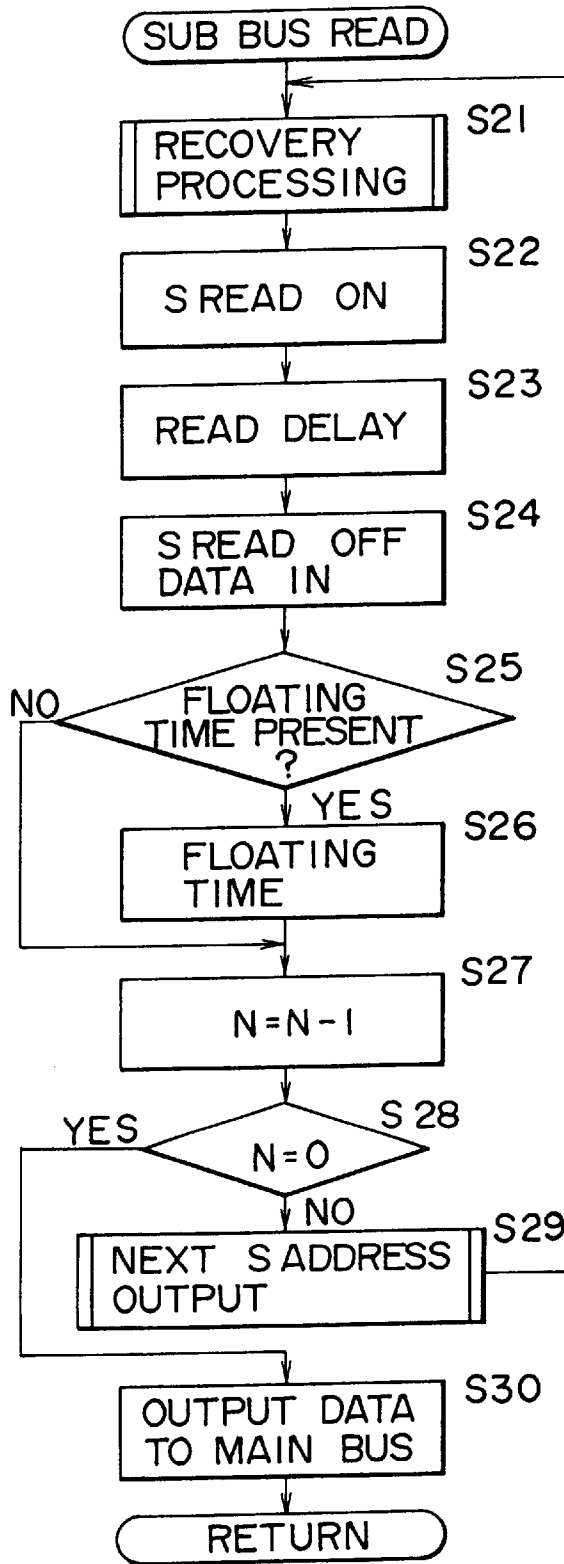 SUB BUS READ
S21
RECOVERY
PROCESSING
S22
S READ ON
S23
READ DELAY
S24
S READ OFF
DATA IN
S25
NO
FLOATING
TIME PRESENT
?
YES
S26
FLOATING
TIME
S27
N=N-1
S28
YES
N=0
NO
S29
NEXT S ADDRESS
OUTPUT
S30
OUTPUT DATA
TO MAIN BUS
RETURN